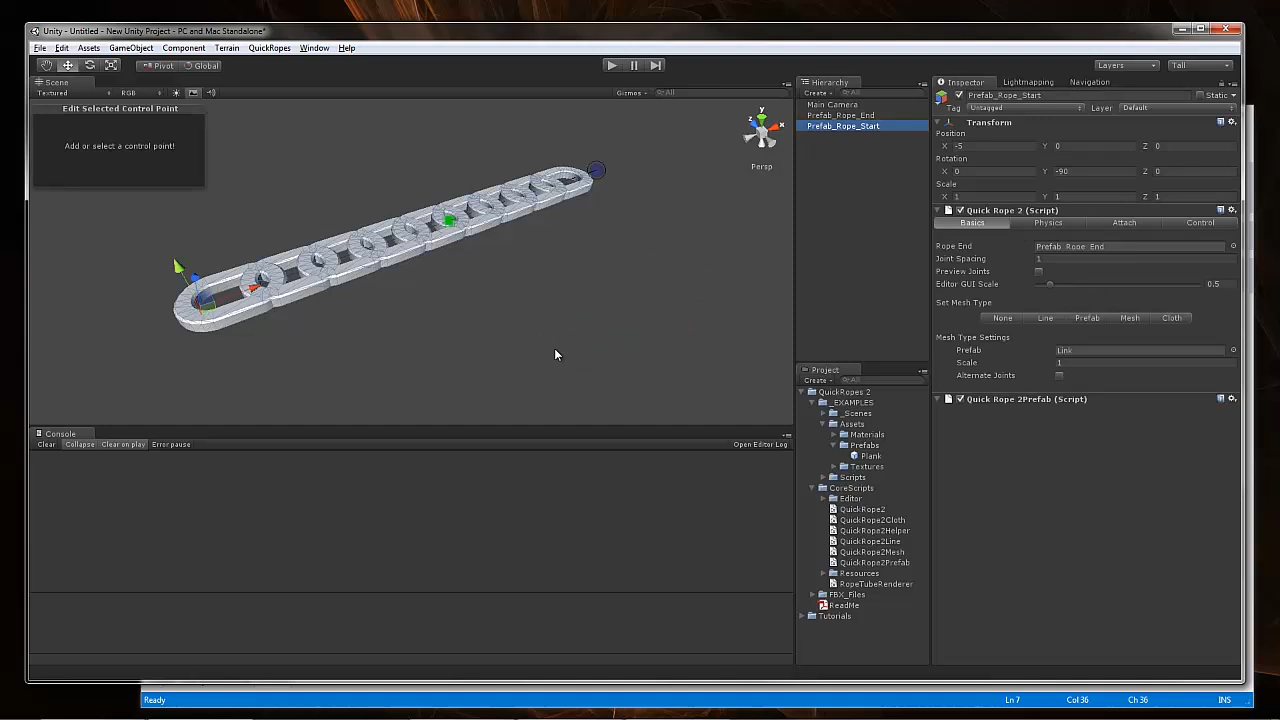 Unity - Untitled - New Unity Project - PC and Mac Standalone*
File Edit Assets GameObject Component Terrain QuickRopes Window Help
Pivot Global Layers Tall
Scene
Textured RGB Gizmos All
Edit Selected Control Point
Add or select a control point!
y
z
x
Persp
Hierarchy
Create All
Main Camera
Prefab_Rope_End
Prefab_Rope_Start
Inspector Lightmapping Navigation
Prefab_Rope_Start Static
Tag Untagged Layer Default
Transform
Position
X -5 Y 0 Z 0
Rotation
X 0 Y -90 Z 0
Scale
X 1 Y 1 Z 1
Quick Rope 2 (Script)
Basics Physics Attach Control
Rope End Prefab_Rope_End
Joint Spacing 1
Preview Joints
Editor GUI Scale 0.5
Set Mesh Type
None Line Prefab Mesh Cloth
Mesh Type Settings
Prefab Link
Scale 1
Alternate Joints
Quick Rope 2Prefab (Script)
Project
Create All
QuickRopes 2
_EXAMPLES
_Scenes
Assets
Materials
Prefabs
Plank
Textures
Scripts
CoreScripts
Editor
QuickRope2
QuickRope2Cloth
QuickRope2Helper
QuickRope2Line
QuickRope2Mesh
QuickRope2Prefab
Resources
RopeTubeRenderer
FBX_Files
ReadMe
Tutorials
Console
Clear Collapse Clear on play Error pause Open Editor Log
Ready Ln 7 Col 36 Ch 36 INS